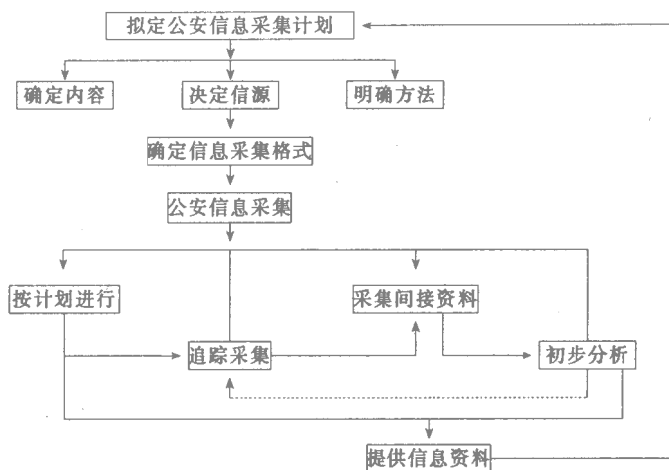 拟定公安信息采集计划
确定内容
决定信源
明确方法
确定信息采集格式
公安信息采集
按计划进行
采集间接资料
追踪采集
初步分析
提供信息资料